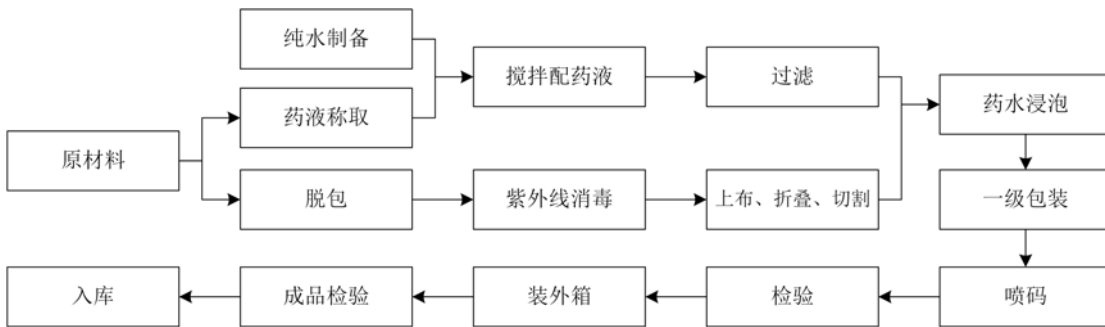 纯水制备
搅拌配药液
过滤
药液称取
药水浸泡
原材料
脱包
紫外线消毒
上布、折叠、切割
一级包装
入库
成品检验
装外箱
检验
喷码